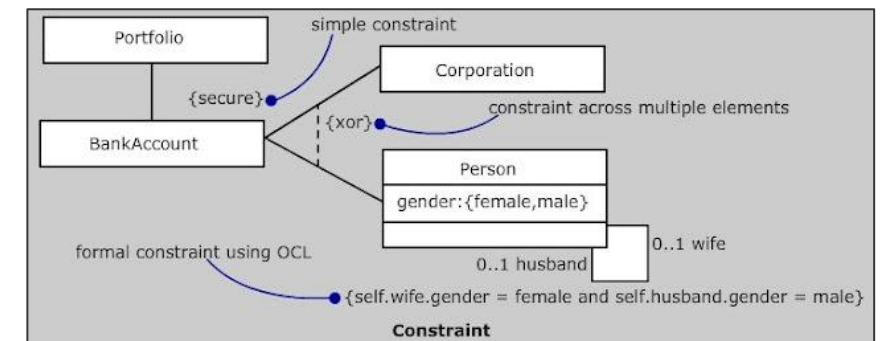 simple constraint
Portfolio
Corporation
{secure}
constraint across multiple elements
{xor}
BankAccount
Person
gender:{female,male}
0..1 wife
formal constraint using OCL
0..1 husband
{self.wife.gender = female and self.husband.gender = male}
Constraint